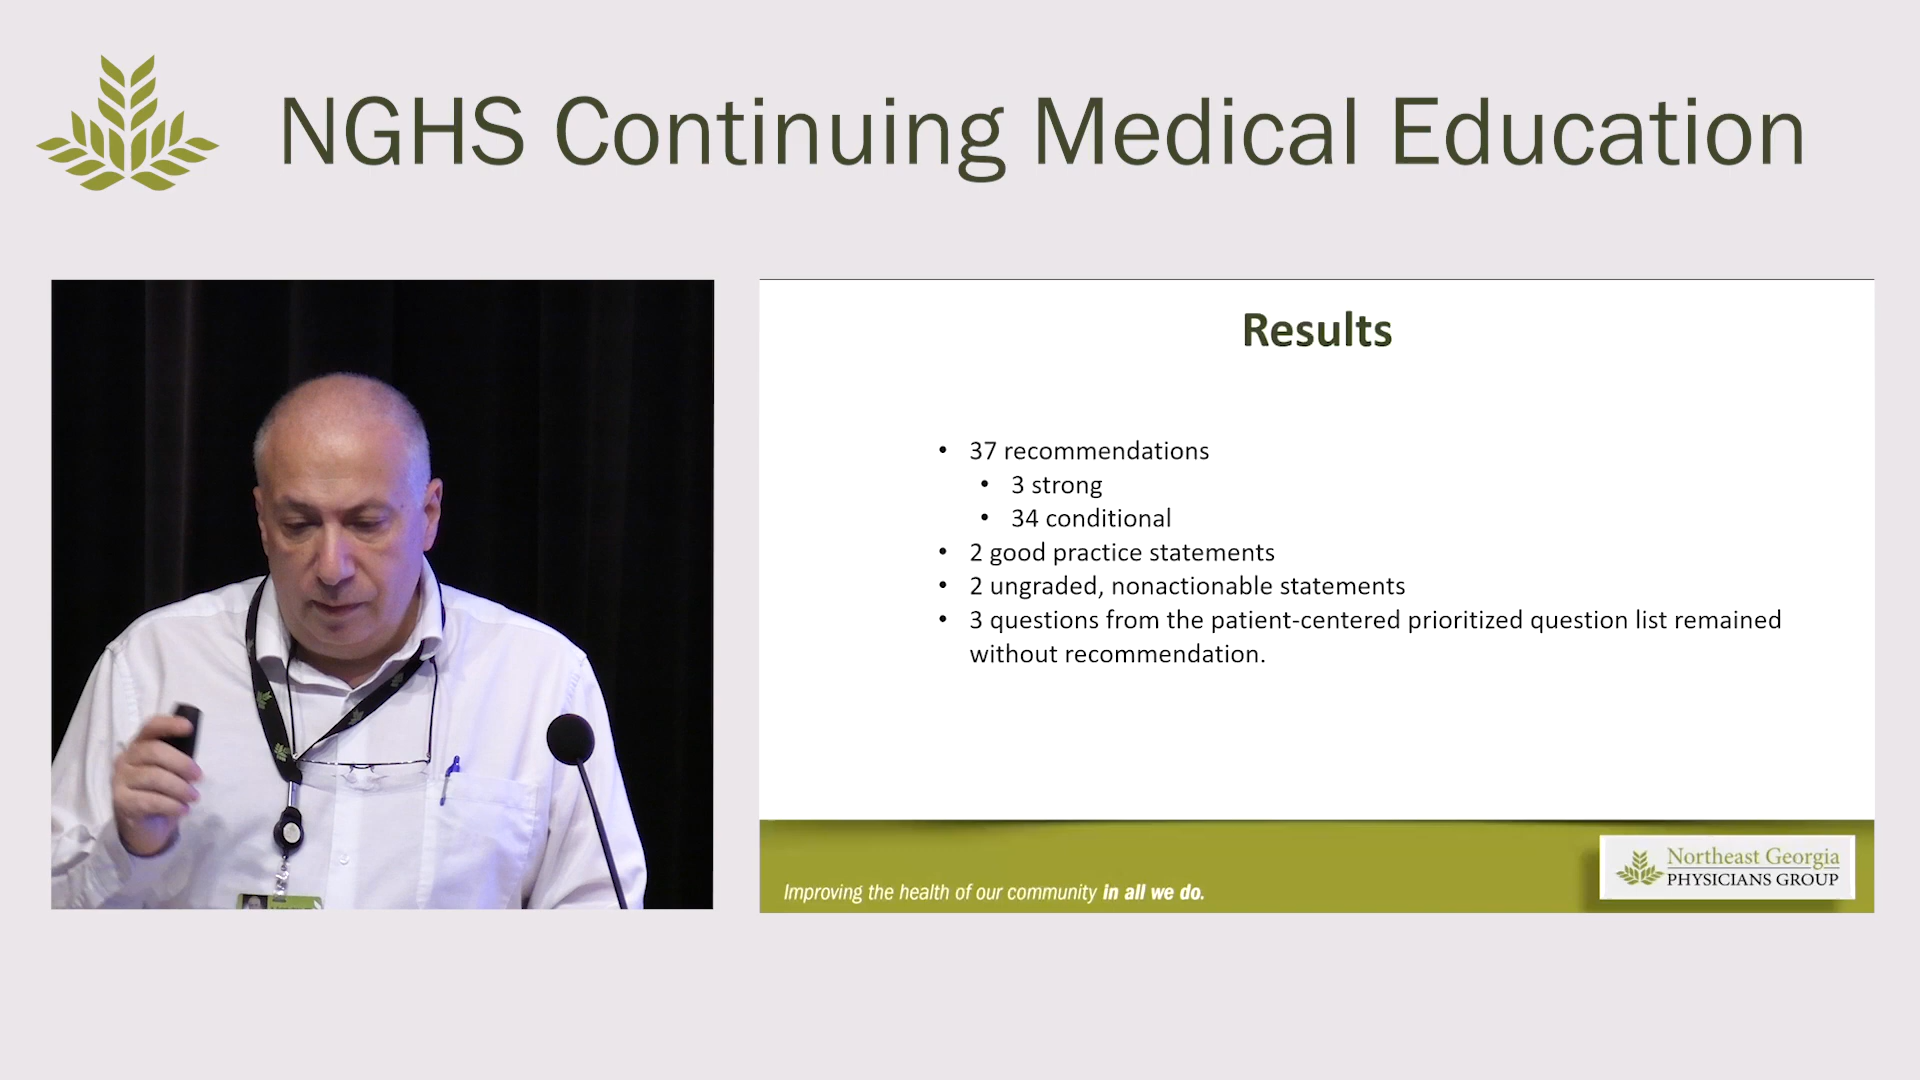 NGHS Continuing Medical Education
Results
• 37 recommendations
• 3 strong
• 34 conditional
• 2 good practice statements
• 2 ungraded, nonactionable statements
• 3 questions from the patient-centered prioritized question list remained
without recommendation.
Improving the health of our community in all we do.
Northeast Georgia
PHYSICIANS GROUP